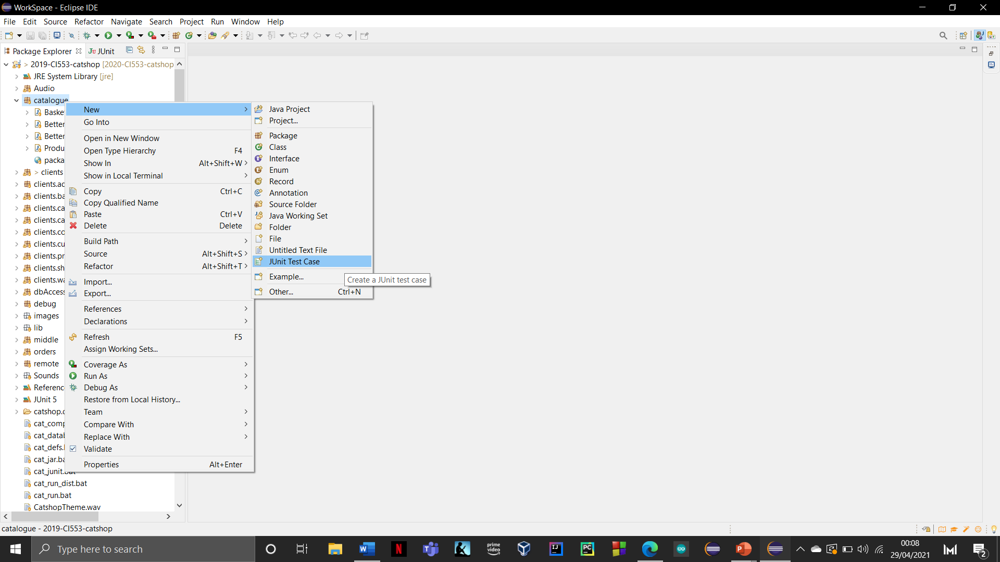 WorkSpace - Eclipse IDE
File Edit Source Refactor Navigate Search Project Run Window Help
Package Explorer JUnit
> 2019-CI553-catshop [2020-CI553-catshop
JRE System Library [jre]
Audio
catalogue
Baske
Better
Better
Produ
packa
> clients
clients.ac
clients.ba
clients.ca
clients.ca
clients.co
clients.cu
clients.pr
clients.sh
clients.wa
dbAccess
debug
images
lib
middle
orders
remote
Sounds
Referenc
JUnit 5
catshop.c
cat_comp
cat_datab
cat_defs.
cat_jar.ba
cat_junit.bat
cat_run_dist.bat
cat_run.bat
CatshopTheme.wav
New
Go Into
Open in New Window
Open Type Hierarchy F4
Show In Alt+Shift+W
Show in Local Terminal
Copy Ctrl+C
Copy Qualified Name
Paste Ctrl+V
Delete Delete
Build Path
Source Alt+Shift+S
Refactor Alt+Shift+T
Import...
Export...
References
Declarations
Refresh F5
Assign Working Sets...
Coverage As
Run As
Debug As
Restore from Local History...
Team
Compare With
Replace With
Validate
Properties Alt+Enter
Java Project
Project...
Package
Class
Interface
Enum
Record
Annotation
Source Folder
Java Working Set
Folder
File
Untitled Text File
JUnit Test Case
Example...
Other... Ctrl+N
Create a JUnit test case
catalogue - 2019-CI553-catshop
Type here to search
prime video
00:08
29/04/2021
2